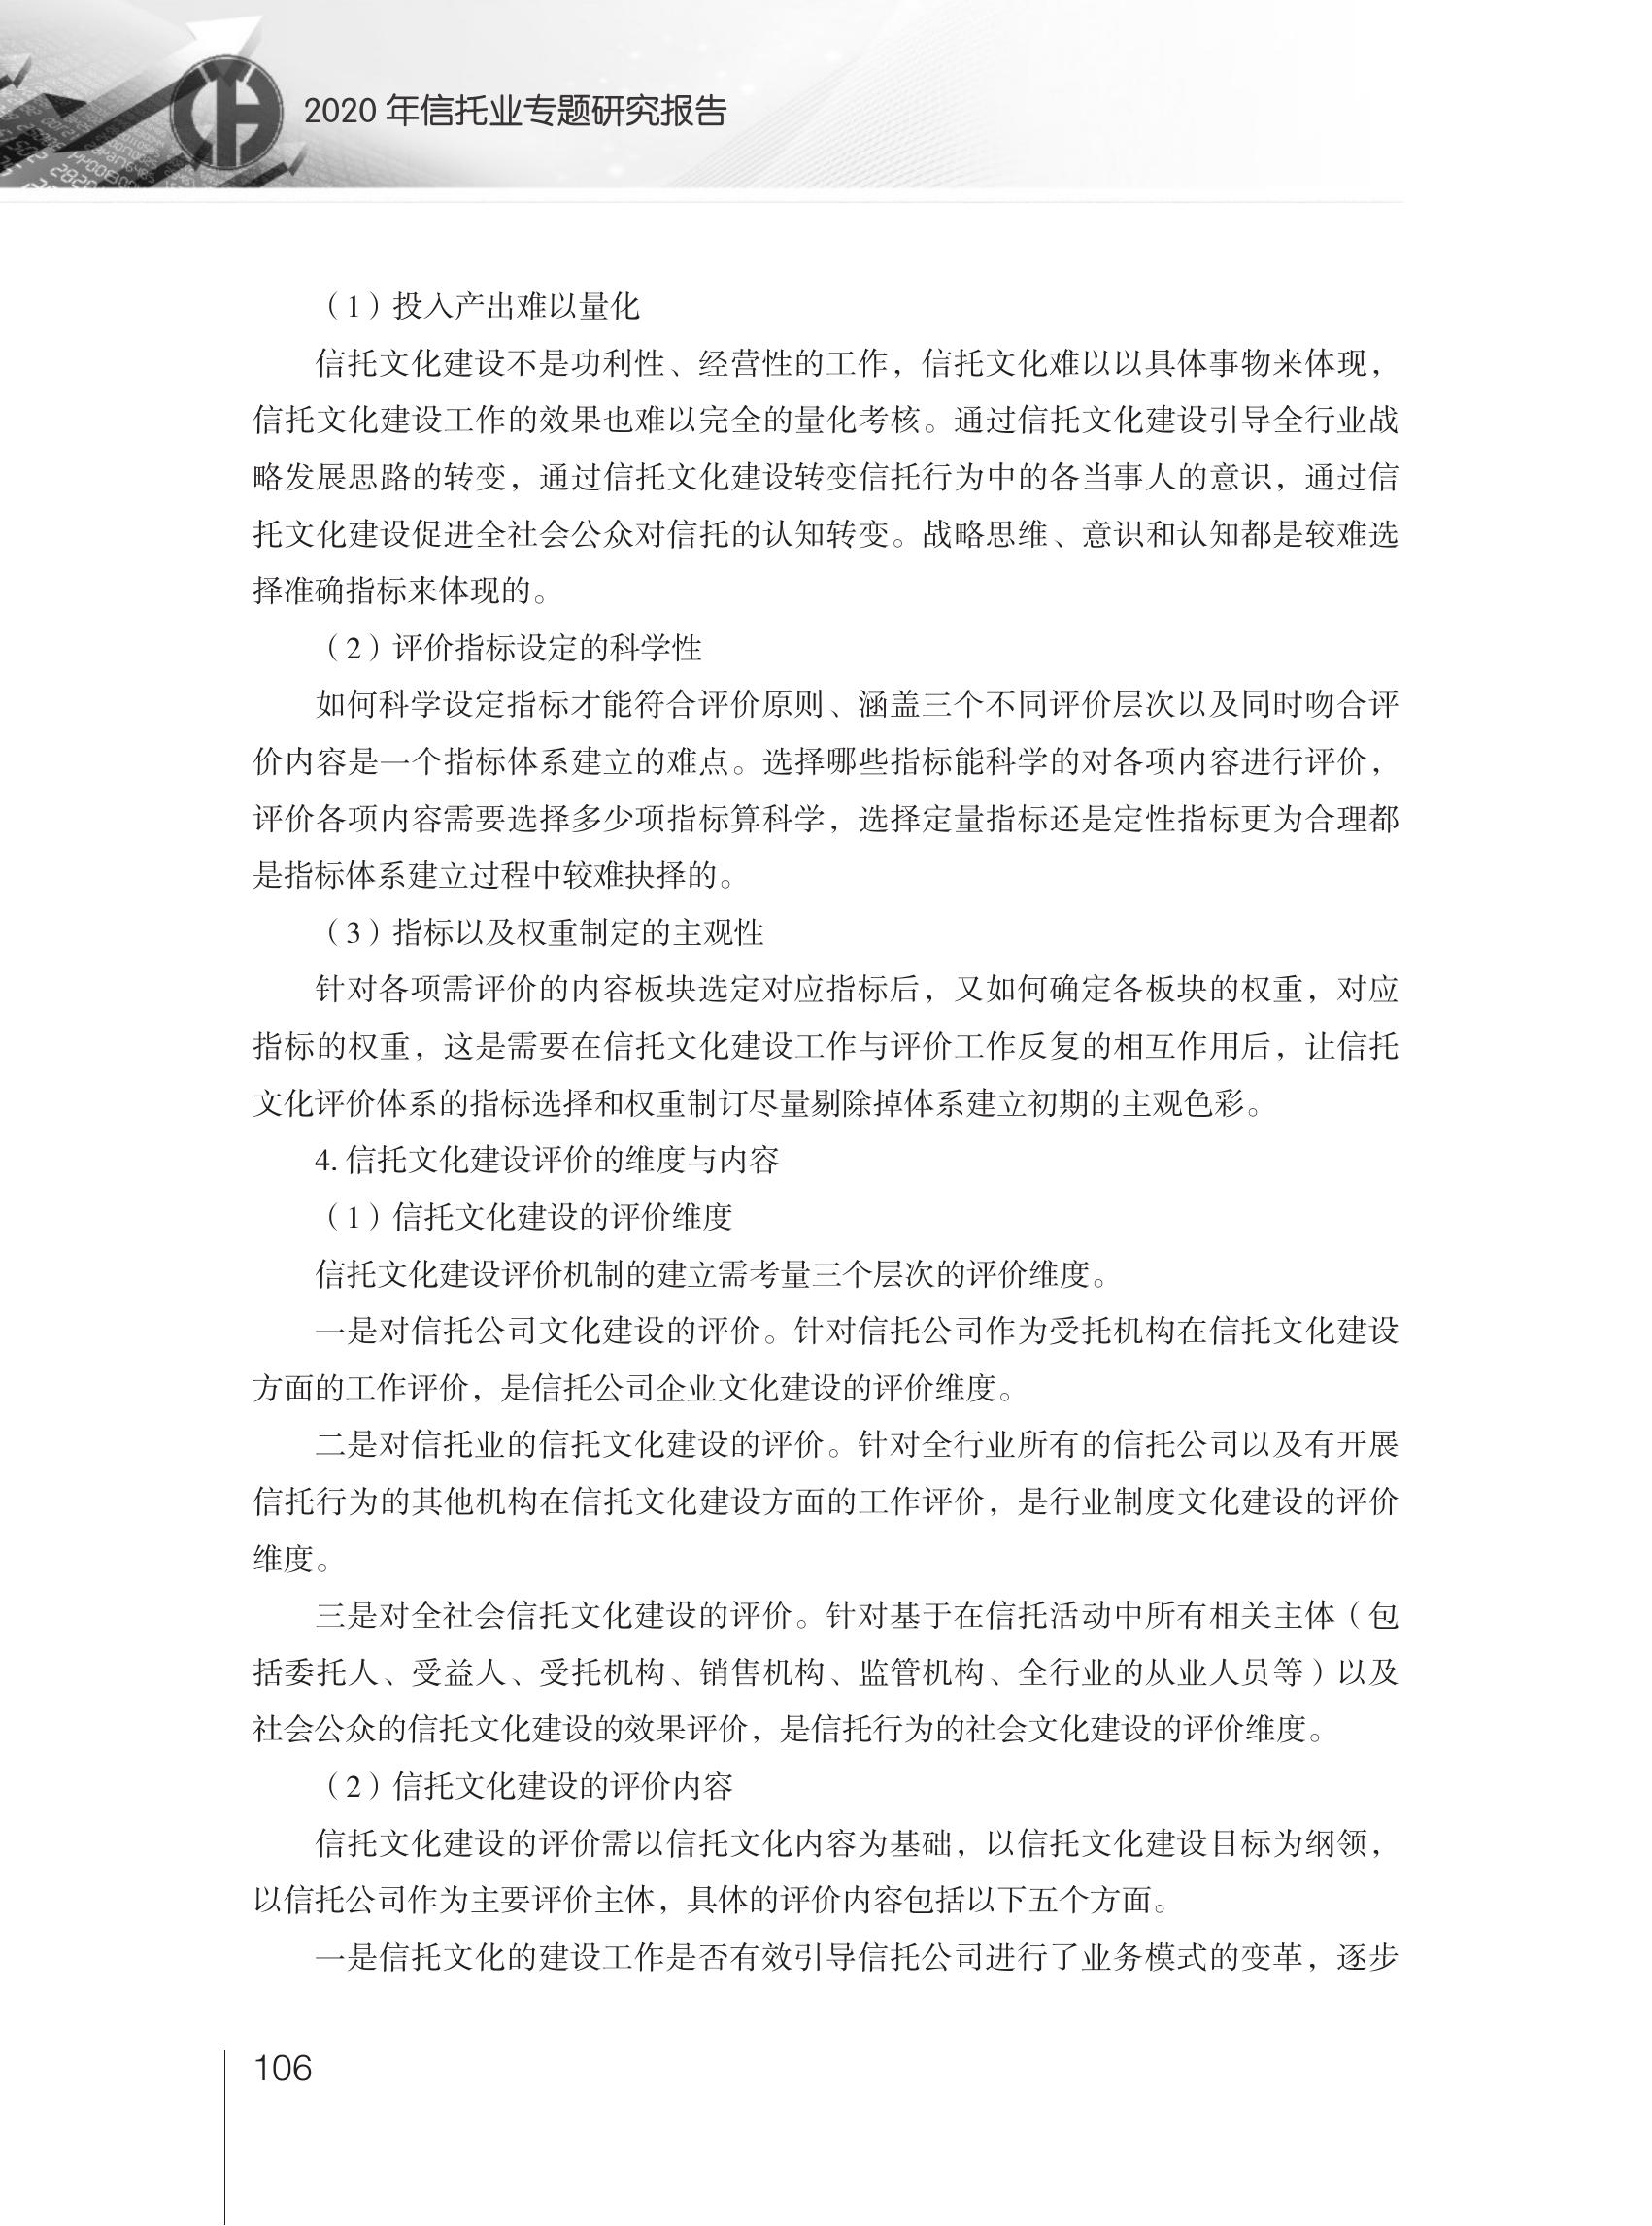 2020 年信托业专题研究报告
（1）投入产出难以量化
信托文化建设不是功利性、经营性的工作，信托文化难以以具体事物来体现，
信托文化建设工作的效果也难以完全的量化考核。通过信托文化建设引导全行业战
略发展思路的转变，通过信托文化建设转变信托行为中的各当事人的意识，通过信
托文化建设促进全社会公众对信托的认知转变。战略思维、意识和认知都是较难选
择准确指标来体现的。
（2）评价指标设定的科学性
如何科学设定指标才能符合评价原则、涵盖三个不同评价层次以及同时吻合评
价内容是一个指标体系建立的难点。选择哪些指标能科学的对各项内容进行评价，
评价各项内容需要选择多少项指标算科学，选择定量指标还是定性指标更为合理都
是指标体系建立过程中较难抉择的。
（3）指标以及权重制定的主观性
针对各项需评价的内容板块选定对应指标后，又如何确定各板块的权重，对应
指标的权重，这是需要在信托文化建设工作与评价工作反复的相互作用后，让信托
文化评价体系的指标选择和权重制订尽量剔除掉体系建立初期的主观色彩。
4. 信托文化建设评价的维度与内容
（1）信托文化建设的评价维度
信托文化建设评价机制的建立需考量三个层次的评价维度。
一是对信托公司文化建设的评价。针对信托公司作为受托机构在信托文化建设
方面的工作评价，是信托公司企业文化建设的评价维度。
二是对信托业的信托文化建设的评价。针对全行业所有的信托公司以及有开展
信托行为的其他机构在信托文化建设方面的工作评价，是行业制度文化建设的评价
维度。
三是对全社会信托文化建设的评价。针对基于在信托活动中所有相关主体（包
括委托人、受益人、受托机构、销售机构、监管机构、全行业的从业人员等）以及
社会公众的信托文化建设的效果评价，是信托行为的社会文化建设的评价维度。
（2）信托文化建设的评价内容
信托文化建设的评价需以信托文化内容为基础，以信托文化建设目标为纲领，
以信托公司作为主要评价主体，具体的评价内容包括以下五个方面。
一是信托文化的建设工作是否有效引导信托公司进行了业务模式的变革，逐步
106